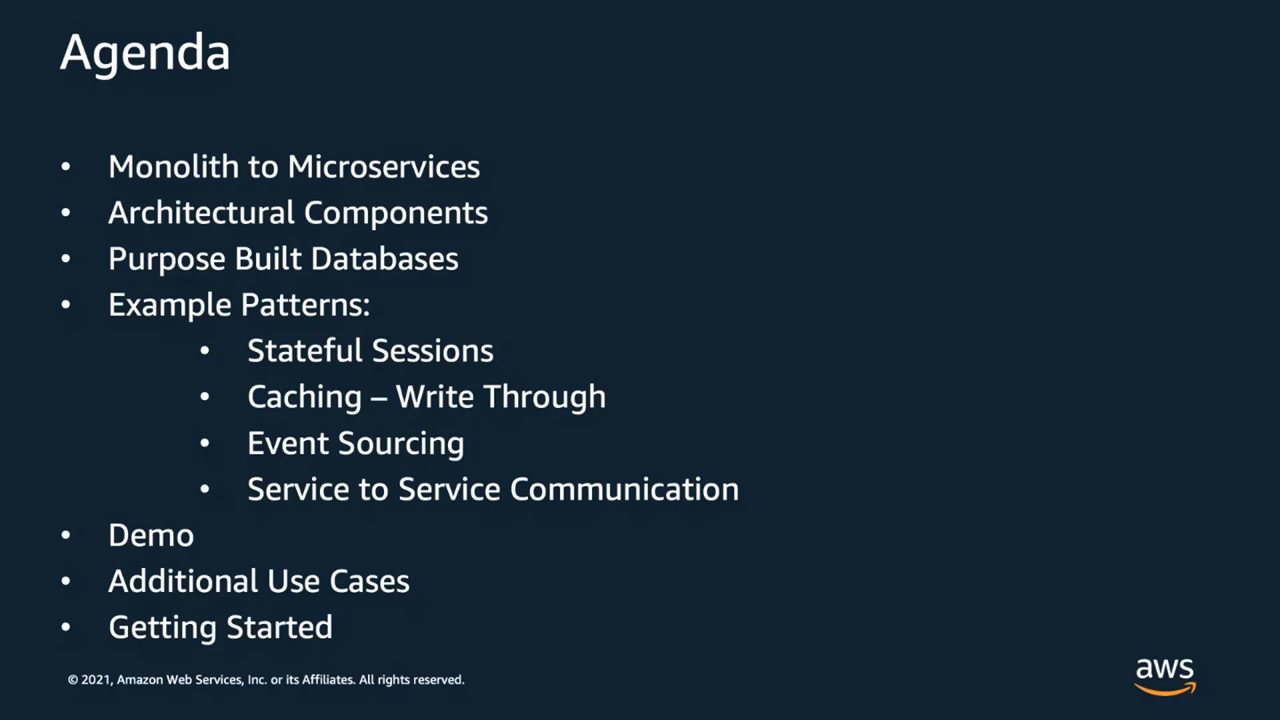 Agenda
• Monolith to Microservices
• Architectural Components
• Purpose Built Databases
• Example Patterns:
• Stateful Sessions
• Caching – Write Through
• Event Sourcing
• Service to Service Communication
• Demo
• Additional Use Cases
• Getting Started
© 2021, Amazon Web Services, Inc. or its Affiliates. All rights reserved.
aws